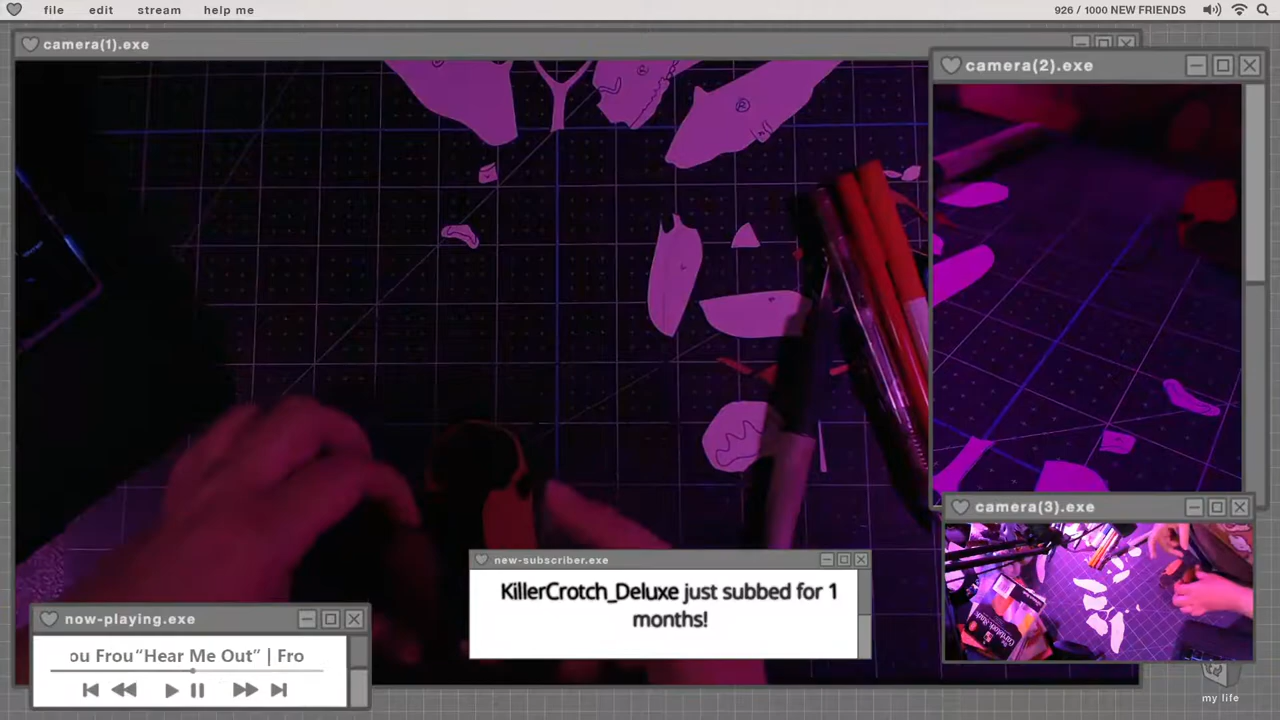 file edit stream help me 926 / 1000 NEW FRIENDS
camera(1).exe
camera(2).exe
camera(3).exe
new-subscriber.exe
KillerCrotch_Deluxe just subbed for 1
months!
now-playing.exe
ou Frou“Hear Me Out” | Fro
my life